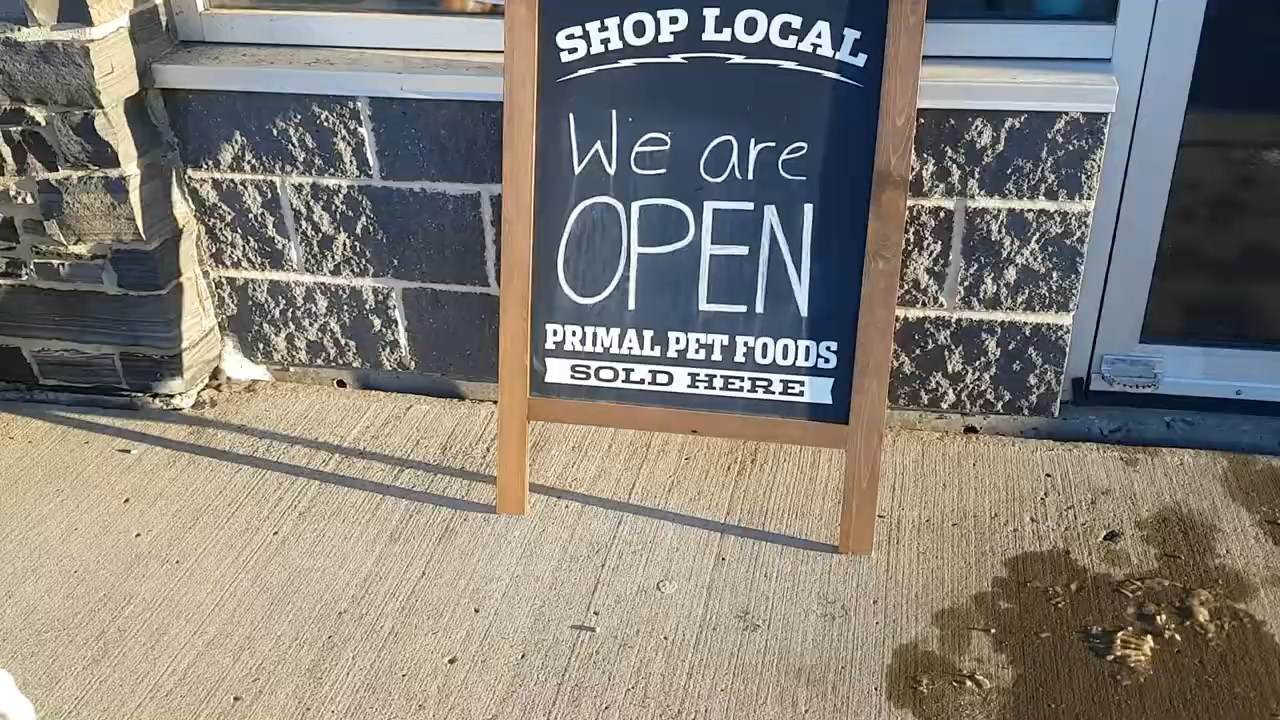 SHOP LOCAL
We are
OPEN
PRIMAL PET FOODS
SOLD HERE